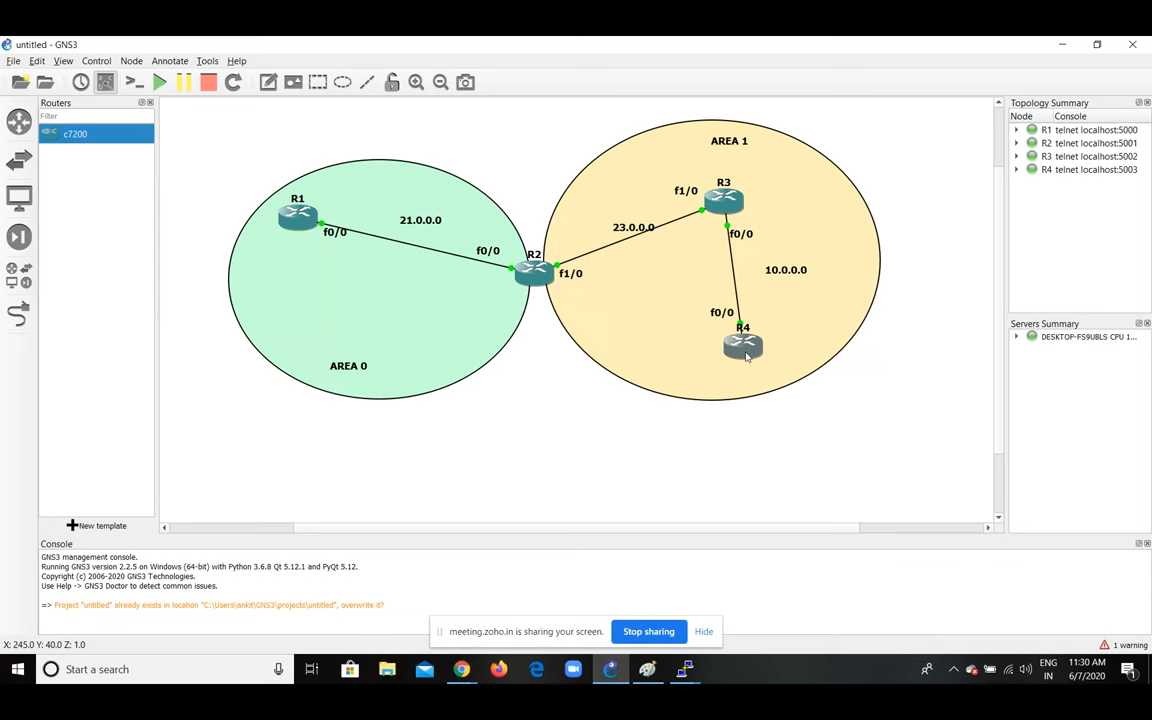 untitled - GNS3
File Edit View Control Node Annotate Tools Help
Routers
Filter
c7200
New template
AREA 1
R3
f1/0
R1
21.0.0.0
23.0.0.0
f0/0
f0/0
f0/0
R2
f1/0
10.0.0.0
f0/0
R4
AREA 0
Topology Summary
Node Console
R1 telnet localhost:5000
R2 telnet localhost:5001
R3 telnet localhost:5002
R4 telnet localhost:5003
Servers Summary
DESKTOP-FS9UBLS CPU 1...
Console
GNS3 management console.
Running GNS3 version 2.2.5 on Windows (64-bit) with Python 3.6.8 Qt 5.12.1 and PyQt 5.12.
Copyright (c) 2006-2020 GNS3 Technologies.
Use Help -> GNS3 Doctor to detect common issues.
=> Project "untitled" already exists in location "C:\Users\ankit\GNS3\projects\untitled", overwrite it?
meeting.zoho.in is sharing your screen. Stop sharing Hide
X: 245.0 Y: 40.0 Z: 1.0
1 warning
Start a search
ENG
IN
11:30 AM
6/7/2020
1